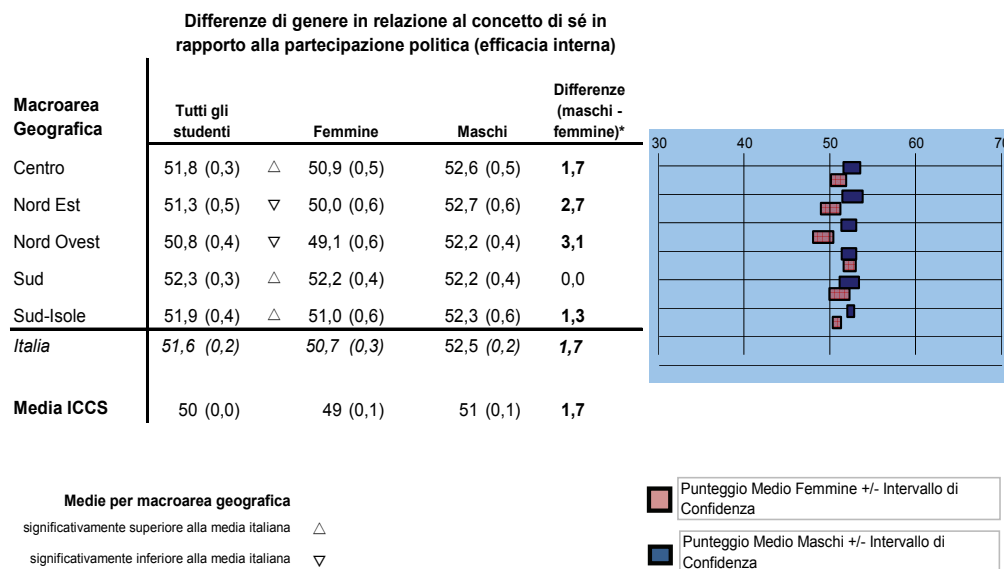 Differenze di genere in relazione al concetto di sé in
rapporto alla partecipazione politica (efficacia interna)
Macroarea Geografica Tutti gli studenti Femmine Maschi Differenze (maschi - femmine)*
Centro 51,8 (0,3) △ 50,9 (0,5) 52,6 (0,5) 1,7
Nord Est 51,3 (0,5) ▽ 50,0 (0,6) 52,7 (0,6) 2,7
Nord Ovest 50,8 (0,4) ▽ 49,1 (0,6) 52,2 (0,4) 3,1
Sud 52,3 (0,3) △ 52,2 (0,4) 52,2 (0,4) 0,0
Sud-Isole 51,9 (0,4) △ 51,0 (0,6) 52,3 (0,6) 1,3
Italia 51,6 (0,2) 50,7 (0,3) 52,5 (0,2) 1,7
Media ICCS 50 (0,0) 49 (0,1) 51 (0,1) 1,7
30 40 50 60 70
Medie per macroarea geografica
significativamente superiore alla media italiana △
significativamente inferiore alla media italiana ▽
Punteggio Medio Femmine +/- Intervallo di
Confidenza
Punteggio Medio Maschi +/- Intervallo di
Confidenza